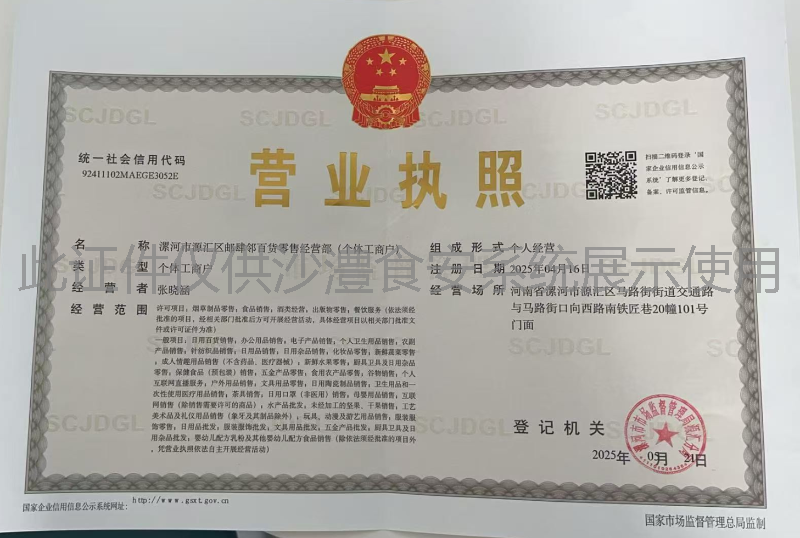 SCJDGL
营业执照
统一社会信用代码
92411102MAEGE3052E
扫描二维码登录‘国
家企业信用信息公示
系统’了解更多登记、
备案、许可监管信息。
名称 漯河市源汇区邮肆邻百货零售经营部（个体工商户）
类型 个体工商户
经营者 张晓
经营范围 许可项目：烟草制品零售；食品销售；酒类经营；出版物零售；餐饮服务（依法须经
批准的项目，经相关部门批准后方可开展经营活动，具体经营项目以相关部门批准文
件或许可证件为准）
一般项目：日用百货销售；办公用品销售；电子产品销售；个人卫生用品销售；农副
产品销售；针纺织品销售；日用品销售；日用杂品销售；化妆品零售；新鲜蔬菜零售
；成人情趣用品销售（不含药品、医疗器械）；新鲜水果零售；厨具卫具及日用杂品
零售；保健食品（预包装）销售；五金产品零售；食用农产品零售；谷物销售；个人
互联网直播服务；户外用品销售；文具用品零售；日用陶瓷制品销售；卫生用品和一
次性使用医疗用品销售；茶具销售；日用口罩（非医用）销售；母婴用品销售；互联
网销售（除销售需要许可的商品）；水产品批发；未经加工的坚果、干果销售；工艺
美术品及礼仪用品销售（象牙及其制品除外）；玩具、动漫及游艺用品销售；服装服
饰零售；日用品批发；服装服饰批发；文具用品批发；五金产品批发；厨具卫具及日
用杂品批发；婴幼儿配方乳粉及其他婴幼儿配方食品销售（除依法须经批准的项目外，
凭营业执照依法自主开展经营活动）
组成形式 个人经营
注册日期 2025年04月16日
经营场所 河南省漯河市源汇区马路街街道交通路
与马路街口向西路南铁匠巷20幢101号
门面
此证件仅供沙澧食安系统展示使用
登记机关
2025年 05月 21日
国家企业信用信息公示系统网址： http://www.gsxt.gov.cn
国家市场监督管理总局监制